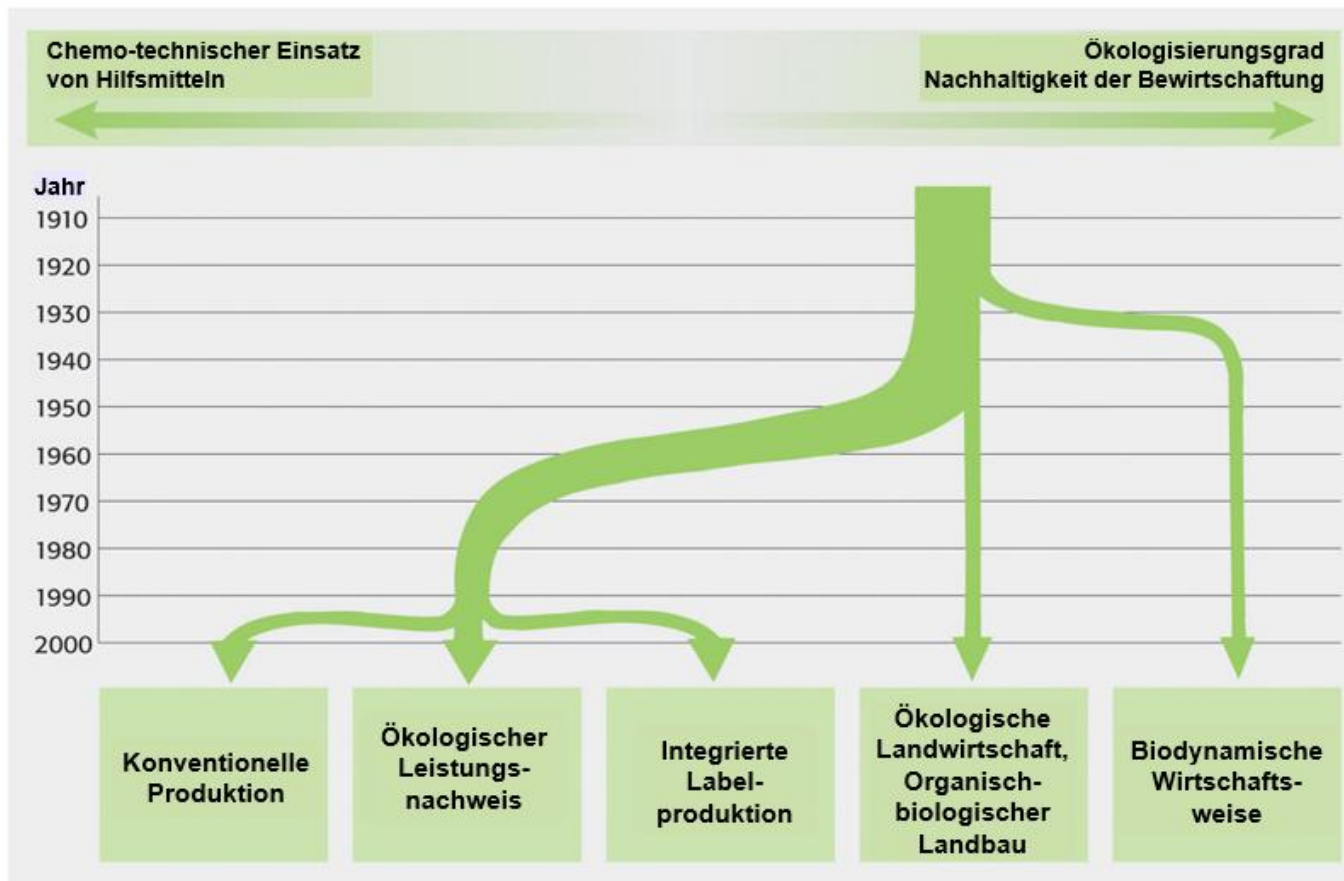 Chemo-technischer Einsatz
von Hilfsmitteln
Ökologisierungsgrad
Nachhaltigkeit der Bewirtschaftung
Jahr
1910
1920
1930
1940
1950
1960
1970
1980
1990
2000
Konventionelle
Produktion
Ökologischer
Leistungs-
nachweis
Integrierte
Label-
produktion
Ökologische
Landwirtschaft,
Organisch-
biologischer
Landbau
Biodynamische
Wirtschafts-
weise